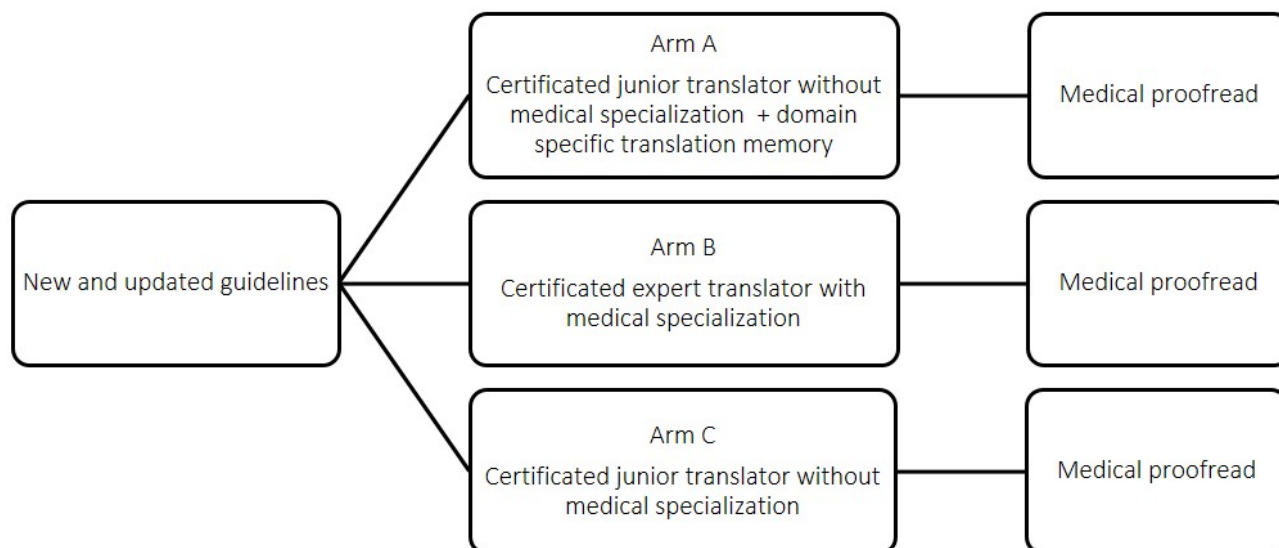 Arm A
Certificated junior translator without
medical specialization + domain
specific translation memory
Medical proofread
New and updated guidelines
Arm B
Certificated expert translator with
medical specialization
Medical proofread
Arm C
Certificated junior translator without
medical specialization
Medical proofread